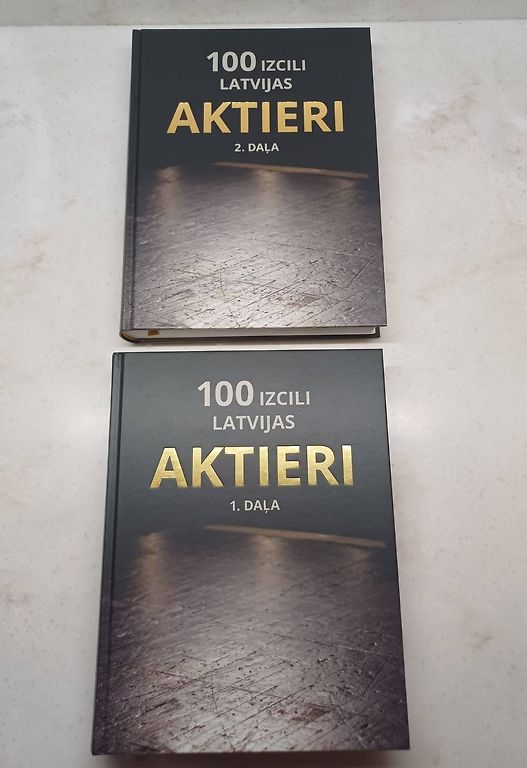 100 IZCILI
LATVIJAS
AKTIERI
2. DAĻA
100 IZCILI
LATVIJAS
AKTIERI
1. DAĻA